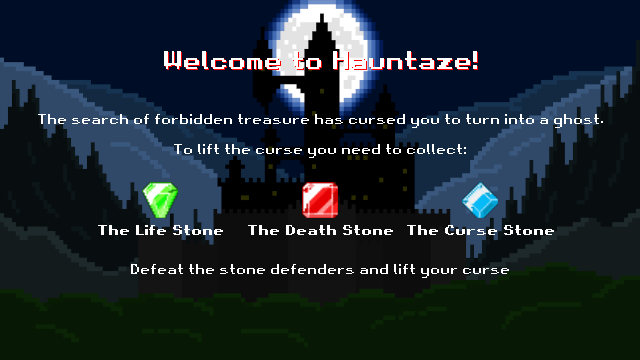 Welcome to Hauntaze!
The search of forbidden treasure has cursed you to turn into a ghost.
To lift the curse you need to collect:
The Life Stone The Death Stone The Curse Stone
Defeat the stone defenders and lift your curse